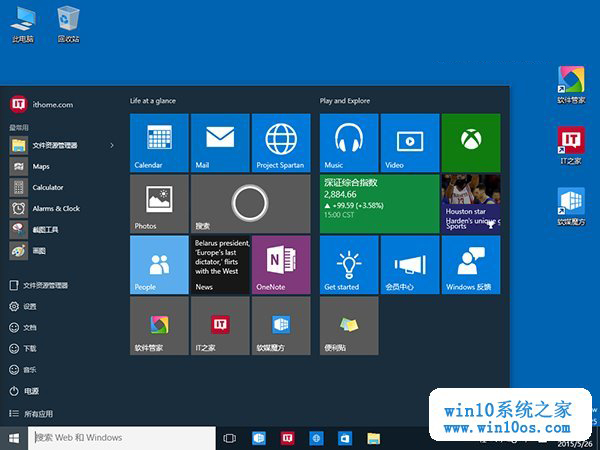 此电脑
回收站
软件管家
IT
IT之家
软媒魔方
IT
ithome.com
最常用
文件资源管理器
Maps
Calculator
Alarms & Clock
截图工具
画图
文件资源管理器
设置
文档
下载
音乐
电源
所有应用
Life at a glance
Calendar
Mail
Project Spartan
Photos
搜索
People
Belarus president,
'Europe's last
dictator,' flirts
with the West
News
N
OneNote
软件管家
IT
IT之家
软媒魔方
Play and Explore
Music
Video
深证综合指数
2,884.66
▲ +99.59 (+3.58%)
15:00 CST
Houston star
Harden's unique g
Sports
Get started
会员中心
Windows 反馈
便利贴
搜索 Web 和 Windows
IT
2015/5/26
win10系统之家
www.win10os.com